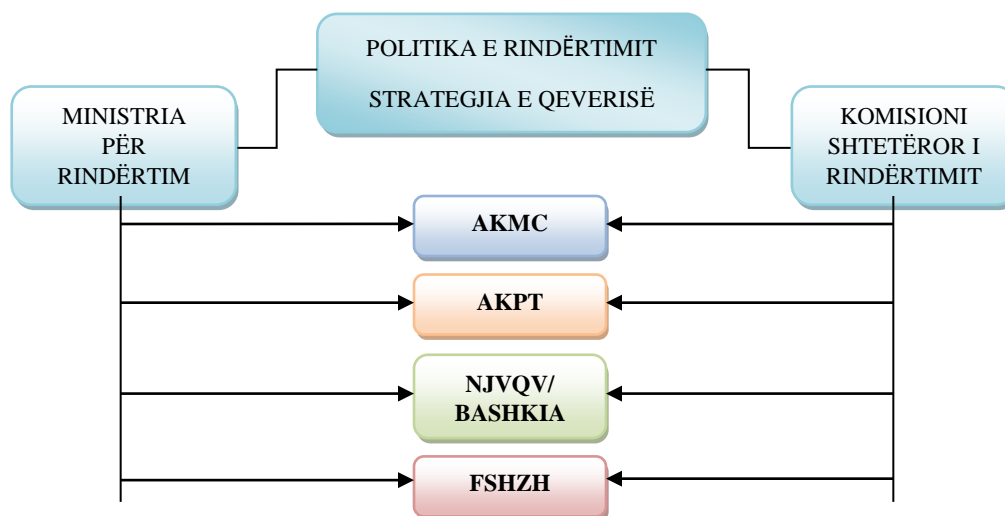 POLITIKA E RINDËRTIMIT
STRATEGJIA E QEVERISË
MINISTRIA
PËR
RINDËRTIM
KOMISIONI
SHTETËROR I
RINDËRTIMIT
AKMC
AKPT
NJVQV/
BASHKIA
FSHZH